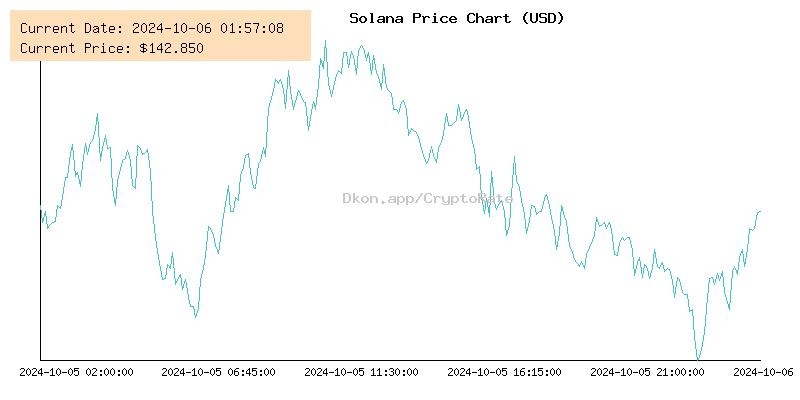 Solana Price Chart (USD)
Current Date: 2024-10-06 01:57:08
Current Price: $142.850
Dkon.app/CryptoRate
2024-10-05 02:00:00
2024-10-05 06:45:00
2024-10-05 11:30:00
2024-10-05 16:15:00
2024-10-05 21:00:00
2024-10-06